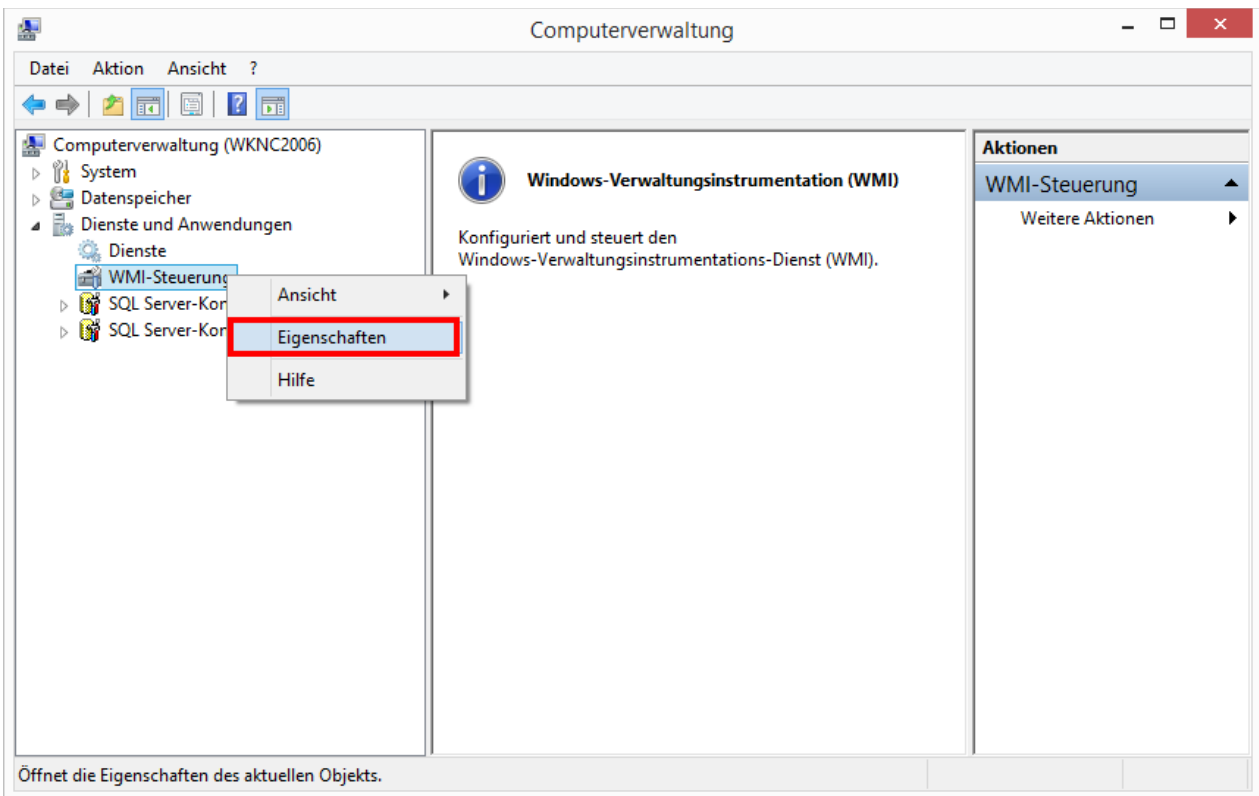 Computerverwaltung
Datei Aktion Ansicht ?
Computerverwaltung (WKNC2006)
System
Datenspeicher
Dienste und Anwendungen
Dienste
WMI-Steuerung
SQL Server-Kon
SQL Server-Kon
Ansicht
Eigenschaften
Hilfe
Windows-Verwaltungsinstrumentation (WMI)
Konfiguriert und steuert den
Windows-Verwaltungsinstrumentations-Dienst (WMI).
Aktionen
WMI-Steuerung
Weitere Aktionen
Öffnet die Eigenschaften des aktuellen Objekts.